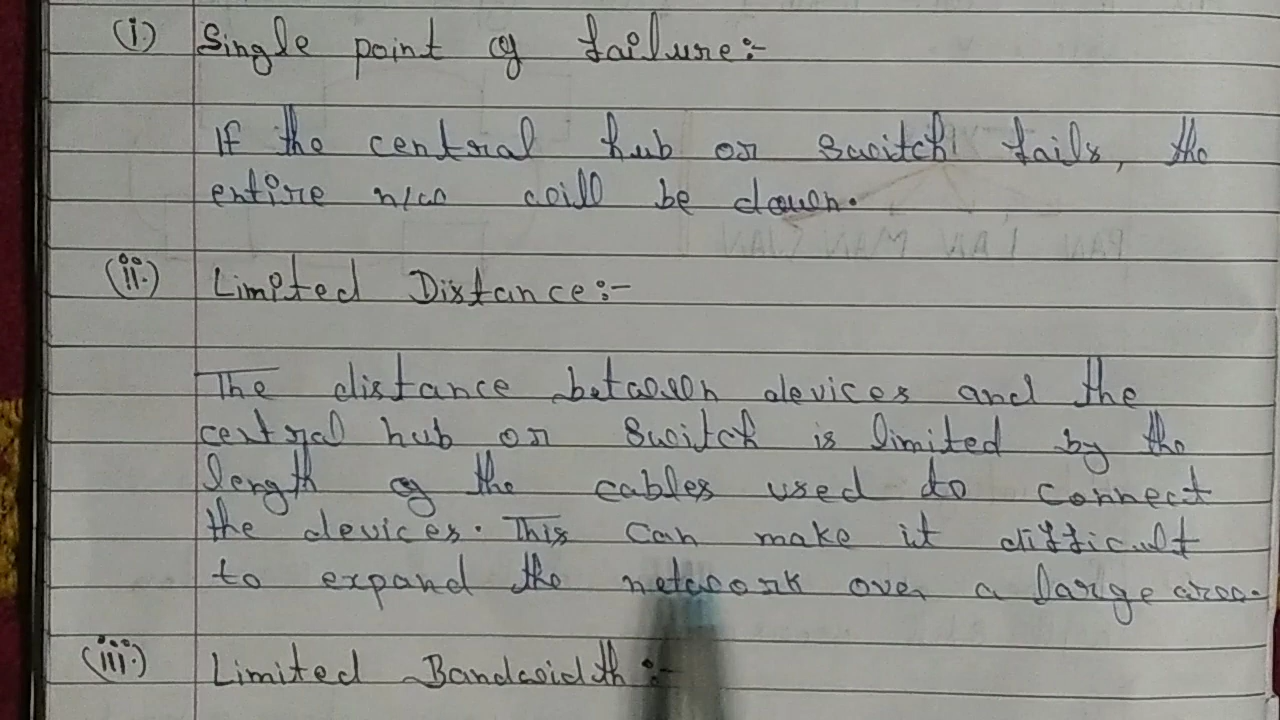 (i) Single point of failure:-
If the central hub or switch fails, the
entire n/w will be down.
(ii.) Limited Distance:-
The distance between devices and the
central hub or switch is limited by the
length of the cables used to connect
the devices. This can make it difficult
to expand the network over a large area.
(iii.) Limited Bandwidth:-